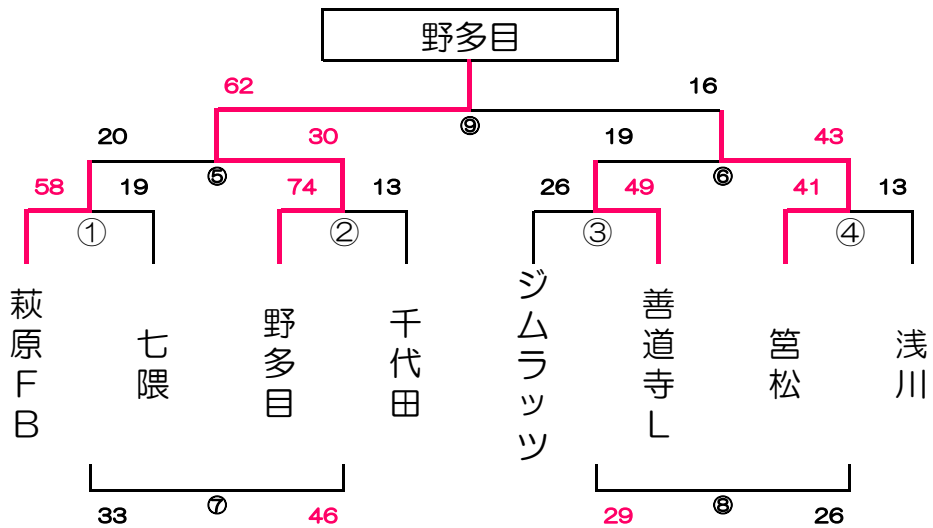 野多目
62 16
⑨
20 30 19 43
⑤ ⑥
58 19 74 13 26 49 41 13
① ② ③ ④
萩原FB
七隈
野多目
千代田
ジムラッツ
善道寺L
筥松
浅川
⑦ ⑧
33 46 29 26